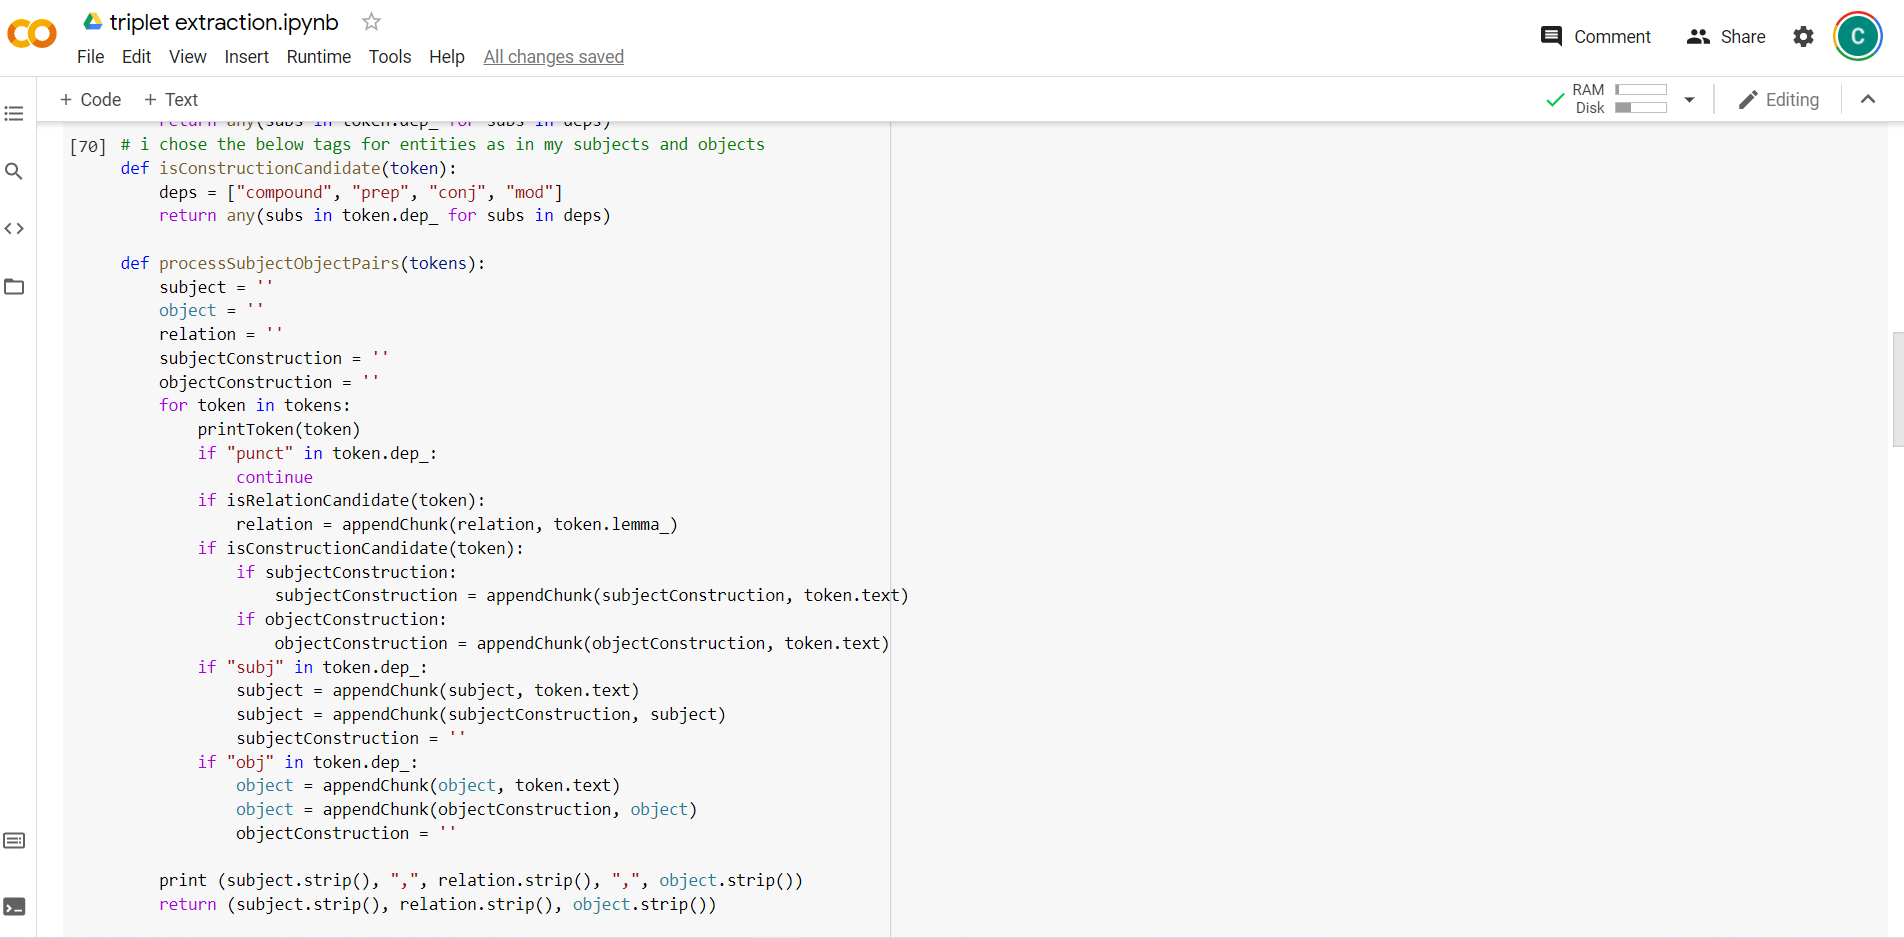 triplet extraction.ipynb
File Edit View Insert Runtime Tools Help All changes saved
Comment Share C
+ Code + Text
RAM
Disk
Editing
return any(subs in token.dep_ for subs in deps)
[70] # i chose the below tags for entities as in my subjects and objects
def isConstructionCandidate(token):
    deps = ["compound", "prep", "conj", "mod"]
    return any(subs in token.dep_ for subs in deps)
def processSubjectObjectPairs(tokens):
    subject = ''
    object = ''
    relation = ''
    subjectConstruction = ''
    objectConstruction = ''
    for token in tokens:
        printToken(token)
        if "punct" in token.dep_:
            continue
        if isRelationCandidate(token):
            relation = appendChunk(relation, token.lemma_)
        if isConstructionCandidate(token):
            if subjectConstruction:
                subjectConstruction = appendChunk(subjectConstruction, token.text)
            if objectConstruction:
                objectConstruction = appendChunk(objectConstruction, token.text)
        if "subj" in token.dep_:
            subject = appendChunk(subject, token.text)
            subject = appendChunk(subjectConstruction, subject)
            subjectConstruction = ''
        if "obj" in token.dep_:
            object = appendChunk(object, token.text)
            object = appendChunk(objectConstruction, object)
            objectConstruction = ''
    print (subject.strip(), ",", relation.strip(), ",", object.strip())
    return (subject.strip(), relation.strip(), object.strip())